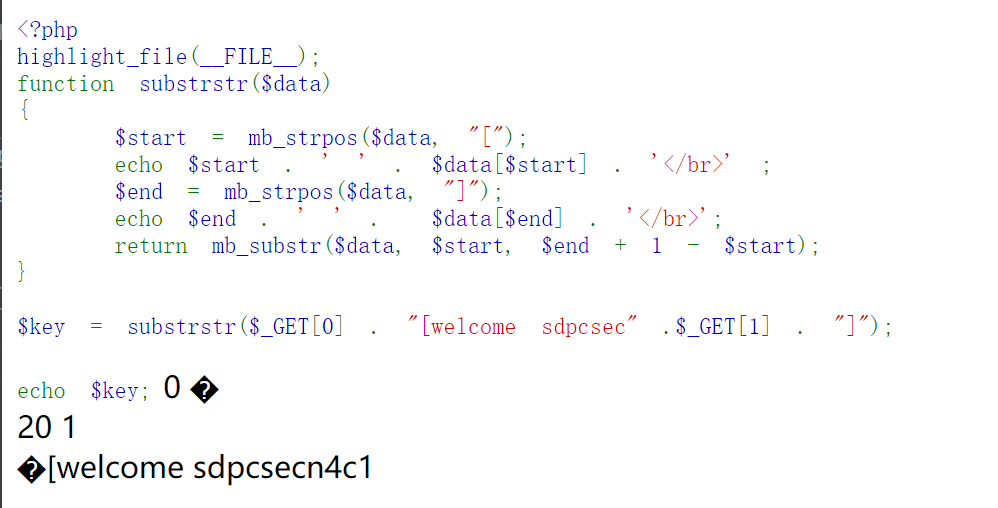 <?php
highlight_file(__FILE__);
function substrstr($data)
{
$start = mb_strpos($data, "[");
echo $start . ' ' . $data[$start] . '</br>' ;
$end = mb_strpos($data, "]");
echo $end . ' ' . $data[$end] . '</br>';
return mb_substr($data, $start, $end + 1 - $start);
}
$key = substrstr($_GET[0] . "[welcome sdpcsec" .$_GET[1] . "]");
echo $key; 0 �
20 1
�[welcome sdpcsecn4c1